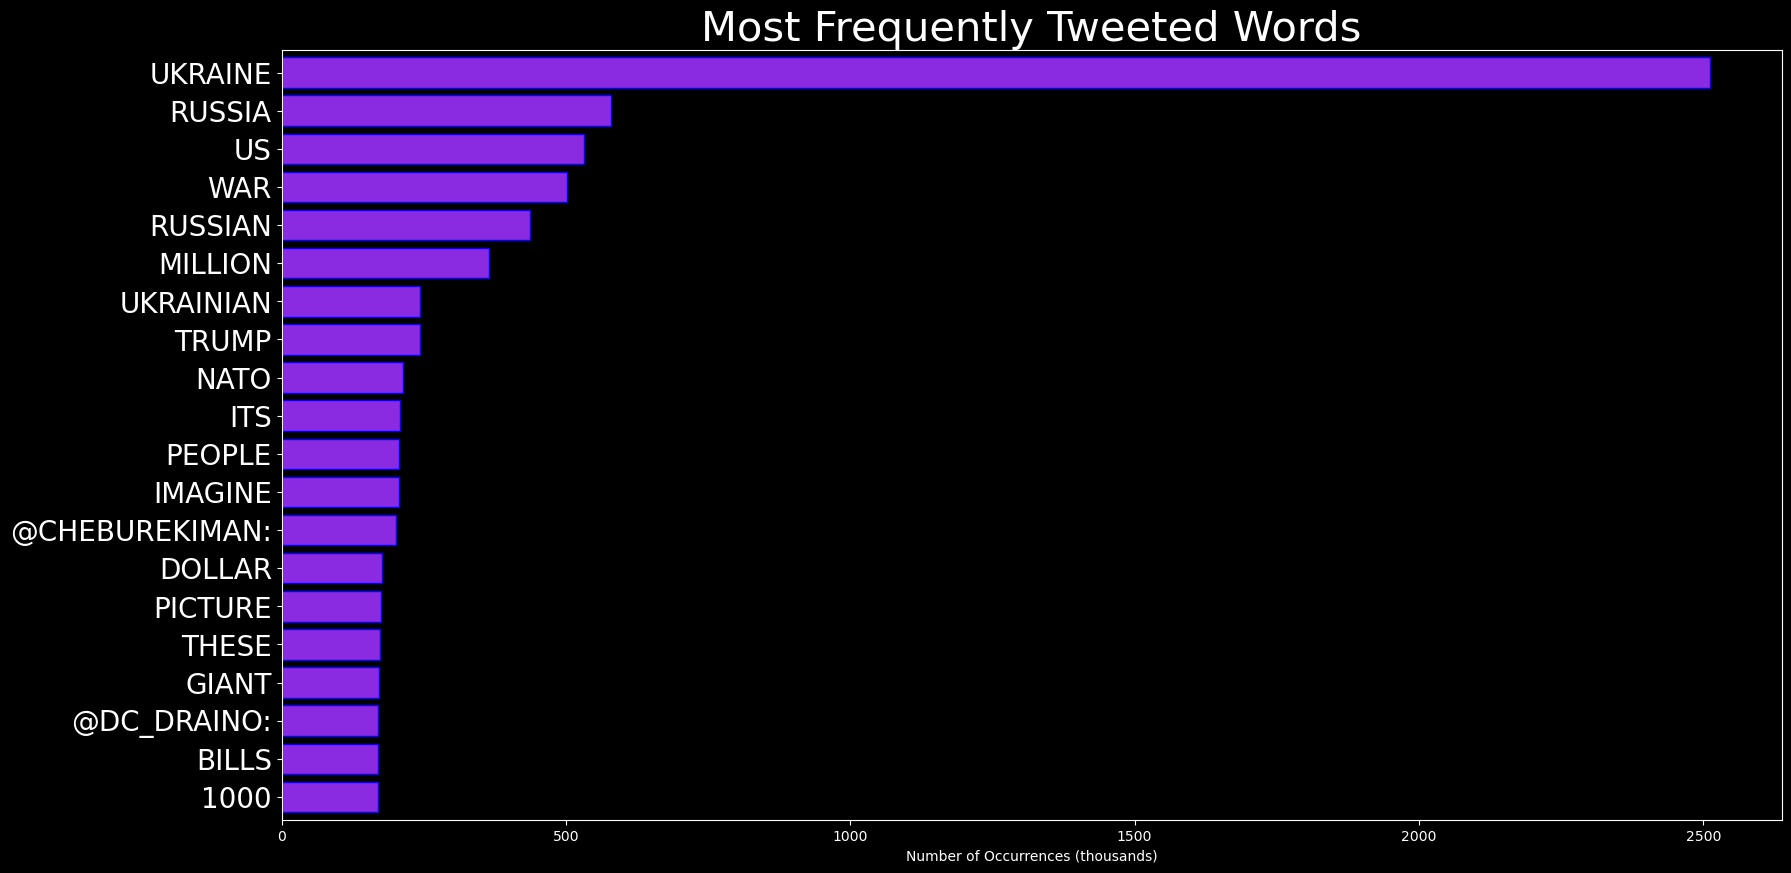 Most Frequently Tweeted Words
UKRAINE
RUSSIA
US
WAR
RUSSIAN
MILLION
UKRAINIAN
TRUMP
NATO
ITS
PEOPLE
IMAGINE
@CHEBUREKIMAN:
DOLLAR
PICTURE
THESE
GIANT
@DC_DRAINO:
BILLS
1000
0 500 1000 1500 2000 2500
Number of Occurrences (thousands)